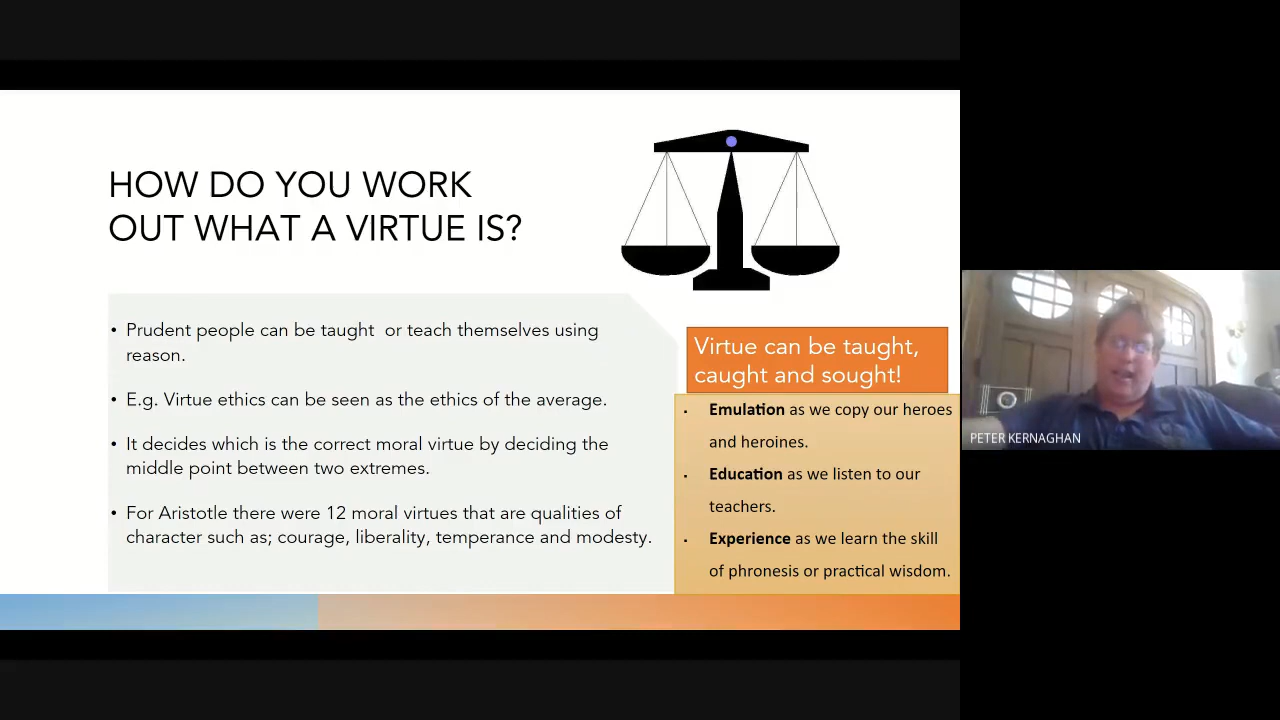 HOW DO YOU WORK
OUT WHAT A VIRTUE IS?
• Prudent people can be taught  or teach themselves using
reason.
• E.g. Virtue ethics can be seen as the ethics of the average.
• It decides which is the correct moral virtue by deciding the
middle point between two extremes.
• For Aristotle there were 12 moral virtues that are qualities of
character such as; courage, liberality, temperance and modesty.
Virtue can be taught,
caught and sought!
▪ Emulation as we copy our heroes
and heroines.
▪ Education as we listen to our
teachers.
▪ Experience as we learn the skill
of phronesis or practical wisdom.
PETER KERNAGHAN